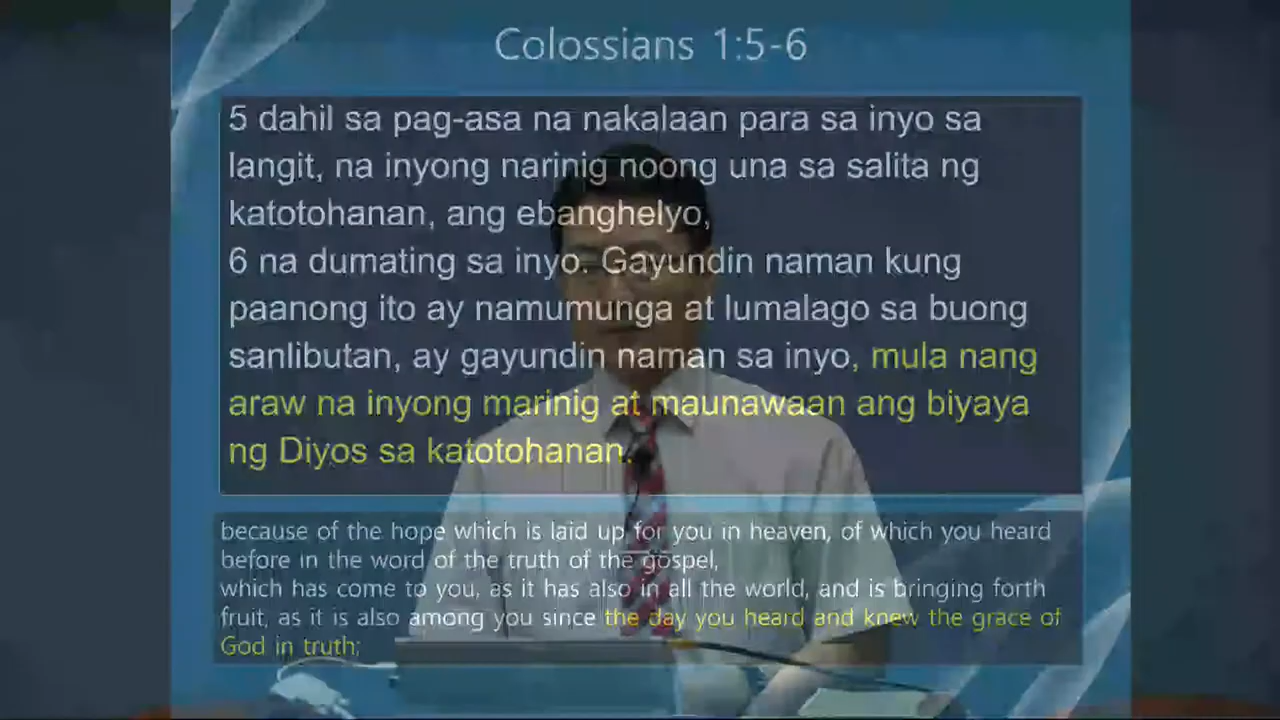 Colossians 1:5-6
5 dahil sa pag-asa na nakalaan para sa inyo sa
langit, na inyong narinig noong una sa salita ng
katotohanan, ang ebanghelyo,
6 na dumating sa inyo. Gayundin naman kung
paanong ito ay namumunga at lumalago sa buong
sanlibutan, ay gayundin naman sa inyo, mula nang
araw na inyong marinig at maunawaan ang biyaya
ng Diyos sa katotohanan.
because of the hope which is laid up for you in heaven, of which you heard
before in the word of the truth of the gospel,
which has come to you, as it has also in all the world, and is bringing forth
fruit, as it is also among you since the day you heard and knew the grace of
God in truth;